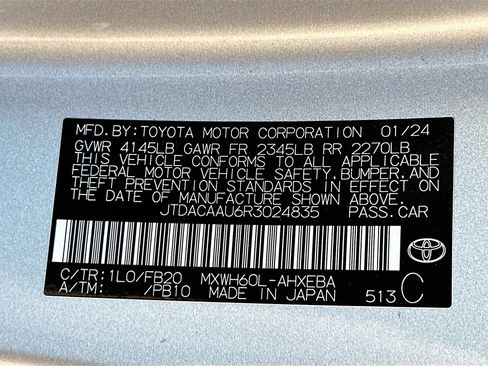 MFD. BY: TOYOTA MOTOR CORPORATION 01/24
GVWR 4145LB GAWR FR 2345LB RR 2270LB
THIS VEHICLE CONFORMS TO ALL APPLICABLE
FEDERAL MOTOR VEHICLE SAFETY, BUMPER, AND
THEFT PREVENTION STANDARDS IN EFFECT ON
THE DATE OF MANUFACTURE SHOWN ABOVE.
JTDACAAU6R3024835 PASS. CAR
C/TR: 1L0/FB20 MXWH60L-AHXEBA
A/TM: /PB10 MADE IN JAPAN 513 C
TOYOTA